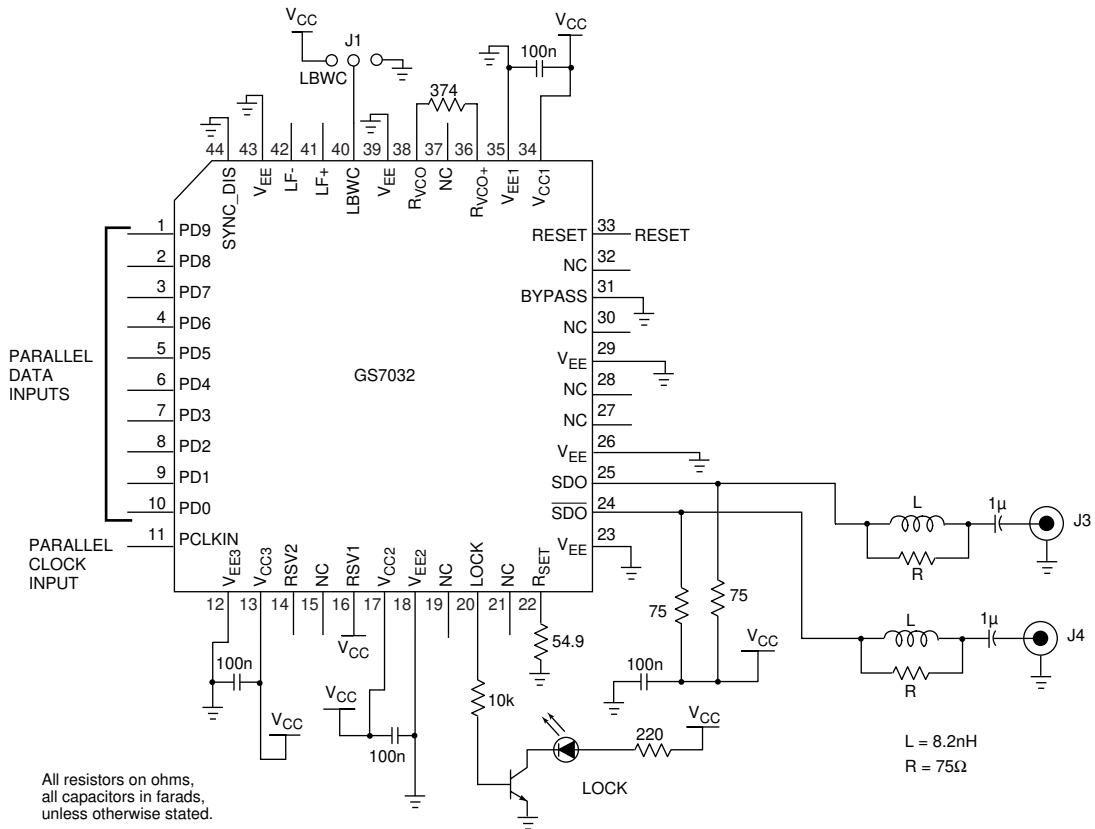 VCC
J1
LBWC
VCC
100n
374
44
43
42
41
40
39
38
37
36
35
34
SYNC_DIS
VEE
LF-
LF+
LBWC
VEE
RVCO
NC
RVCO+
VEE1
VCC1
PARALLEL
DATA
INPUTS
1 PD9
2 PD8
3 PD7
4 PD6
5 PD5
6 PD4
7 PD3
8 PD2
9 PD1
10 PD0
PARALLEL
CLOCK
INPUT
11 PCLKIN
GS7032
RESET 33 RESET
NC 32
BYPASS 31
NC 30
VEE 29
NC 28
NC 27
VEE 26
SDO 25
SDO 24
VEE 23
VEE3
VCC3
RSV2
NC
RSV1
VCC2
VEE2
NC
LOCK
NC
RSET
12
13
14
15
16
17
18
19
20
21
22
100n
VCC
VCC
VCC
100n
10k
54.9
75
75
100n
VCC
LOCK
220
VCC
L
R
1μ
J3
L
R
1μ
J4
L = 8.2nH
R = 75Ω
All resistors on ohms,
all capacitors in farads,
unless otherwise stated.